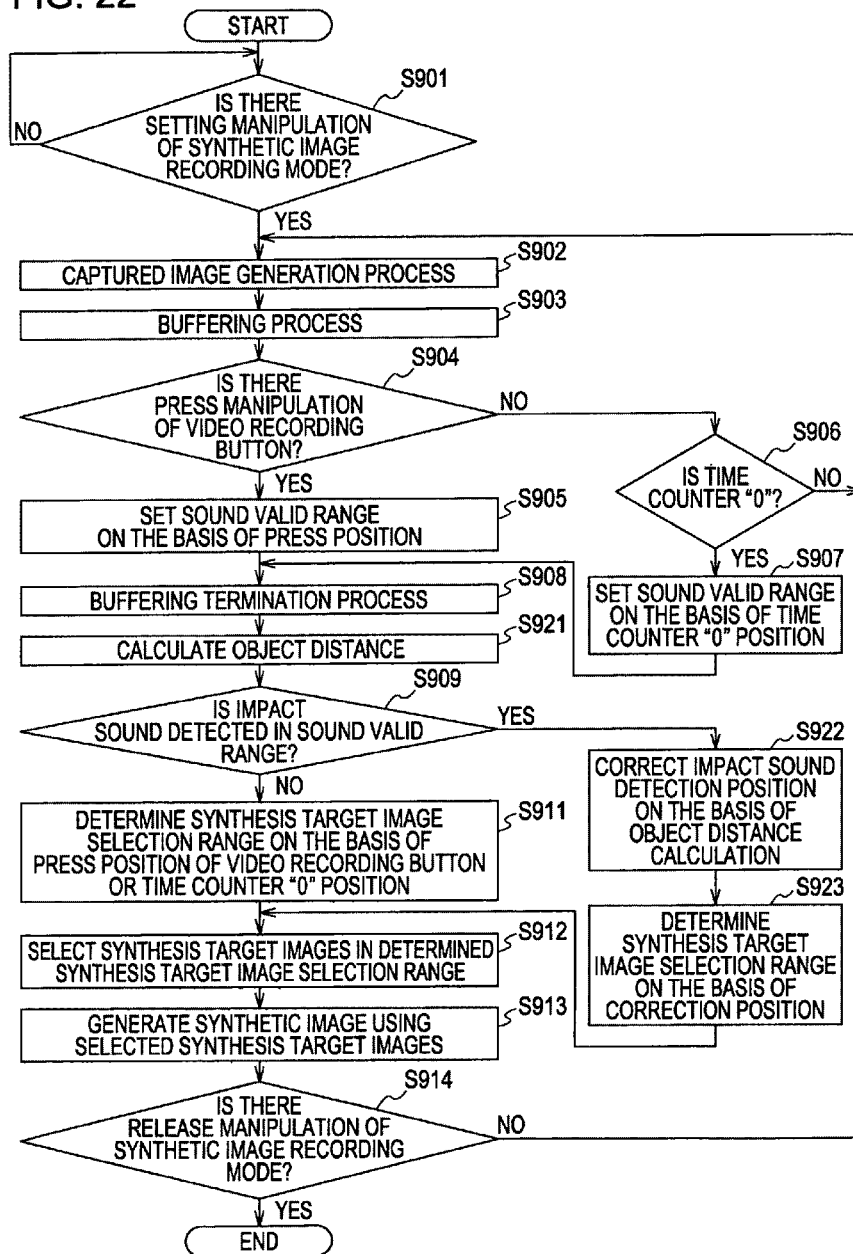 FIG. 22
START
S901
IS THERE
SETTING MANIPULATION
OF SYNTHETIC IMAGE
RECORDING MODE?
NO
YES
S902
CAPTURED IMAGE GENERATION PROCESS
S903
BUFFERING PROCESS
S904
IS THERE
PRESS MANIPULATION
OF VIDEO RECORDING
BUTTON?
NO
YES
S906
IS TIME
COUNTER "0"?
NO
YES
S905
SET SOUND VALID RANGE
ON THE BASIS OF PRESS POSITION
S907
SET SOUND VALID RANGE
ON THE BASIS OF TIME
COUNTER "0" POSITION
S908
BUFFERING TERMINATION PROCESS
S921
CALCULATE OBJECT DISTANCE
S909
IS IMPACT
SOUND DETECTED IN SOUND VALID
RANGE?
YES
NO
S922
CORRECT IMPACT SOUND
DETECTION POSITION
ON THE BASIS OF
OBJECT DISTANCE
CALCULATION
S911
DETERMINE SYNTHESIS TARGET IMAGE
SELECTION RANGE ON THE BASIS OF
PRESS POSITION OF VIDEO RECORDING BUTTON
OR TIME COUNTER "0" POSITION
S923
DETERMINE
SYNTHESIS TARGET
IMAGE SELECTION RANGE
ON THE BASIS OF
CORRECTION POSITION
S912
SELECT SYNTHESIS TARGET IMAGES IN DETERMINED
SYNTHESIS TARGET IMAGE SELECTION RANGE
S913
GENERATE SYNTHETIC IMAGE USING
SELECTED SYNTHESIS TARGET IMAGES
S914
IS THERE
RELEASE MANIPULATION OF
SYNTHETIC IMAGE RECORDING
MODE?
NO
YES
END